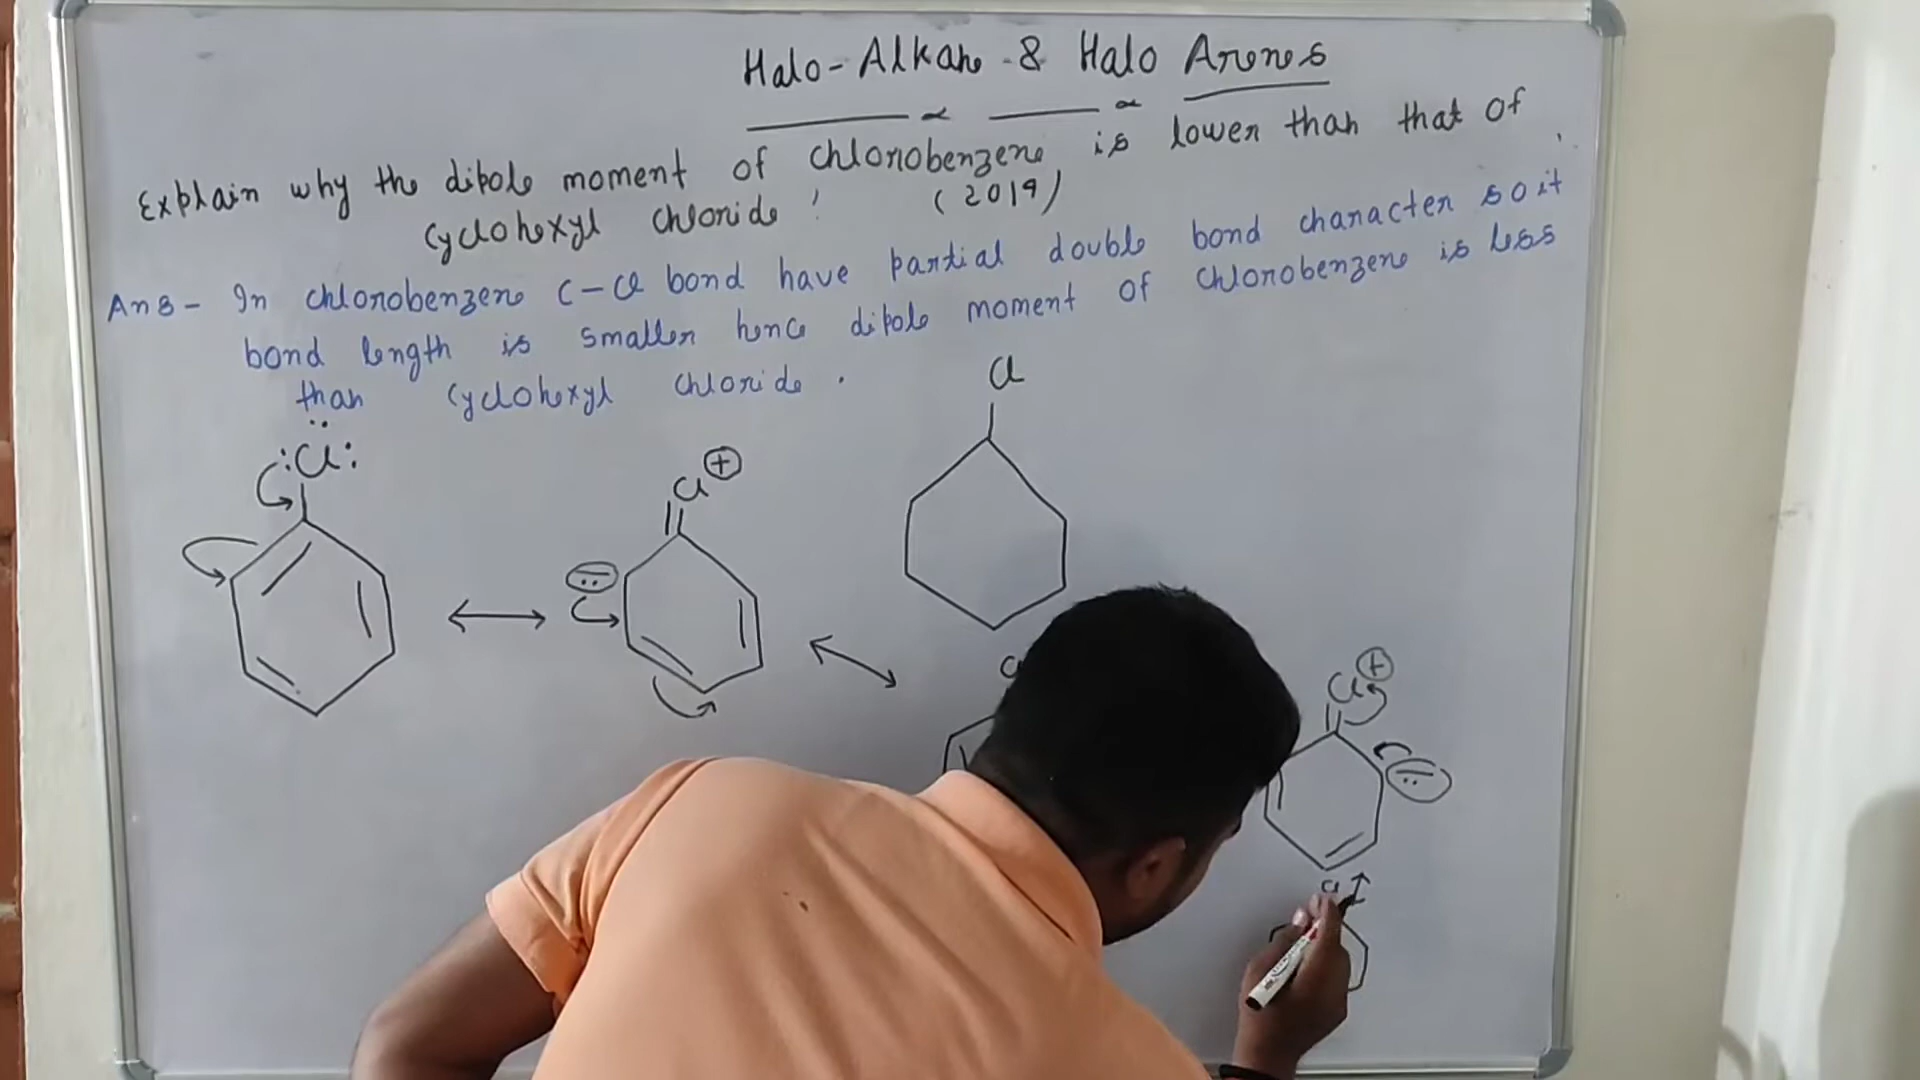 Halo-Alkane & Halo Arenes
Explain why the dipole moment of chlorobenzene is lower than that of
cyclohexyl chloride! (2019)
Ans- In chlorobenzene C-Cl bond have partial double bond character so it
bond length is smaller hence dipole moment of chlorobenzene is less
than cyclohexyl chloride.
Cl
:Cl:
Cl +
Cl +
Cl